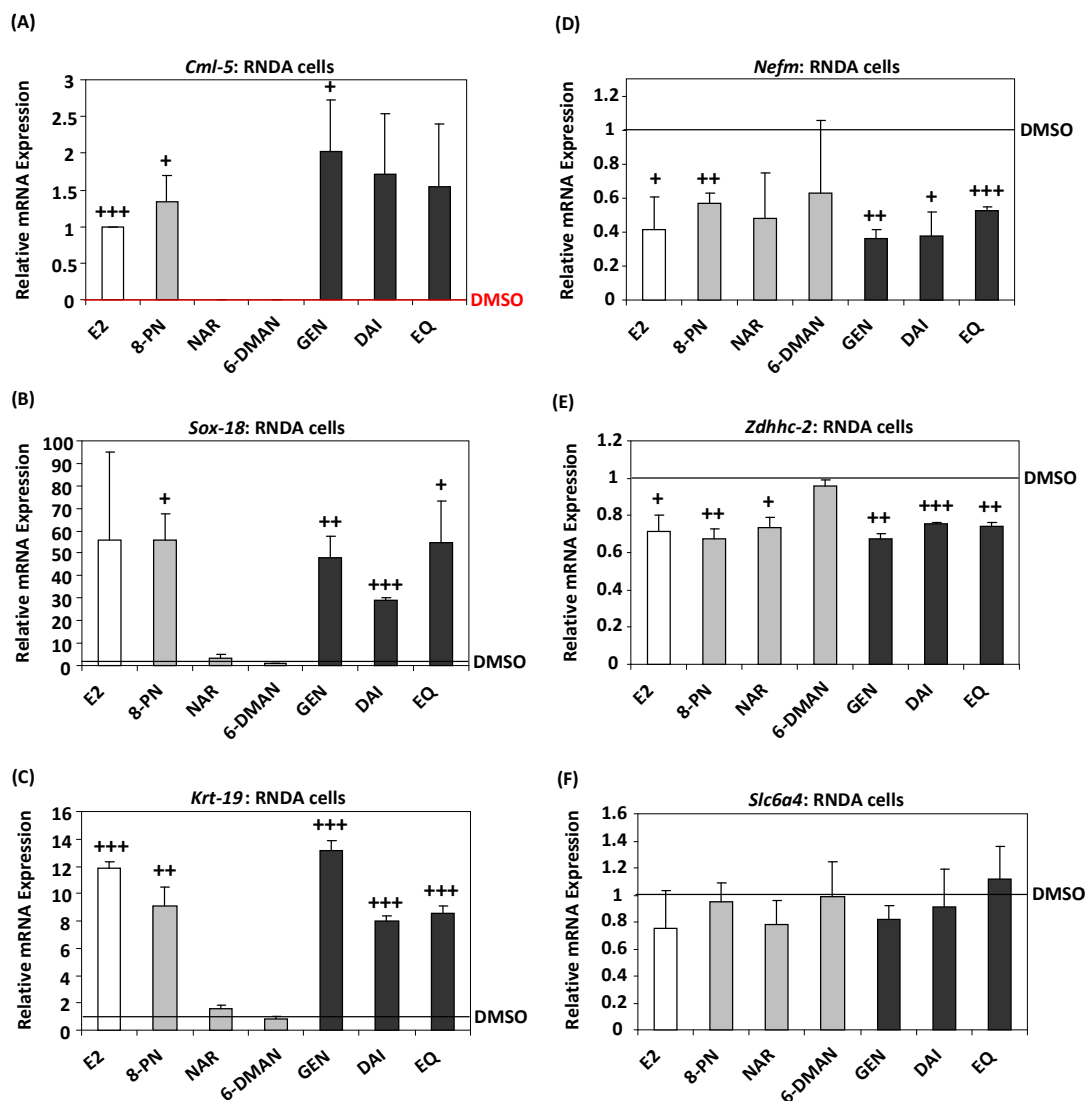 (A)
Cml-5: RNDA cells
Relative mRNA Expression
3
2.5
2
1.5
1
0.5
0
+++
+
+
DMSO
E2
8-PN
NAR
6-DMAN
GEN
DAI
EQ
(B)
Sox-18: RNDA cells
Relative mRNA Expression
100
90
80
70
60
50
40
30
20
10
0
+
++
+++
+
DMSO
E2
8-PN
NAR
6-DMAN
GEN
DAI
EQ
(C)
Krt-19: RNDA cells
Relative mRNA Expression
16
14
12
10
8
6
4
2
0
+++
++
+++
+++
+++
DMSO
E2
8-PN
NAR
6-DMAN
GEN
DAI
EQ
(D)
Nefm: RNDA cells
Relative mRNA Expression
1.2
1
0.8
0.6
0.4
0.2
0
+
++
++
+
+++
DMSO
E2
8-PN
NAR
6-DMAN
GEN
DAI
EQ
(E)
Zdhhc-2: RNDA cells
Relative mRNA Expression
1.2
1
0.8
0.6
0.4
0.2
0
+
++
+
++
+++
++
DMSO
E2
8-PN
NAR
6-DMAN
GEN
DAI
EQ
(F)
Slc6a4: RNDA cells
Relative mRNA Expression
1.6
1.4
1.2
1
0.8
0.6
0.4
0.2
0
DMSO
E2
8-PN
NAR
6-DMAN
GEN
DAI
EQ